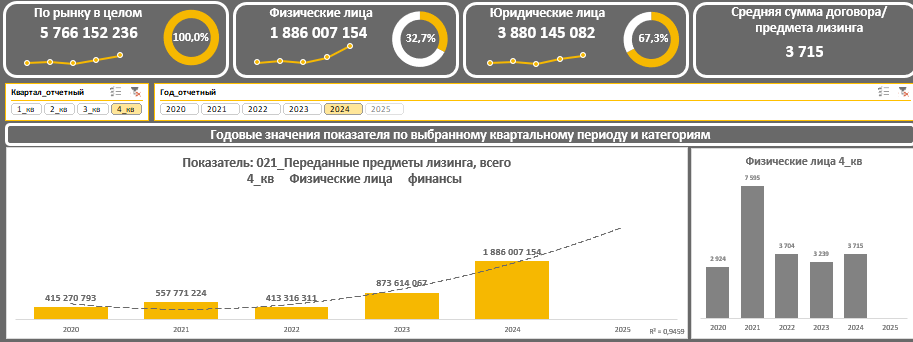 По рынку в целом
5 766 152 236
100,0%
Физические лица
1 886 007 154
32,7%
Юридические лица
3 880 145 082
67,3%
Средняя сумма договора/
предмета лизинга
3 715
Квартал_отчетный
1_кв 2_кв 3_кв 4_кв
Год_отчетный
2020 2021 2022 2023 2024 2025
Годовые значения показателя по выбранному квартальному периоду и категориям
Показатель: 021_Переданные предметы лизинга, всего
4_кв Физические лица финансы
415 270 793
557 771 224
413 316 311
873 614 067
1 886 007 154
2020 2021 2022 2023 2024 2025
R² = 0,9459
Физические лица 4_кв
2 924
7 595
3 704
3 239
3 715
2020 2021 2022 2023 2024 2025